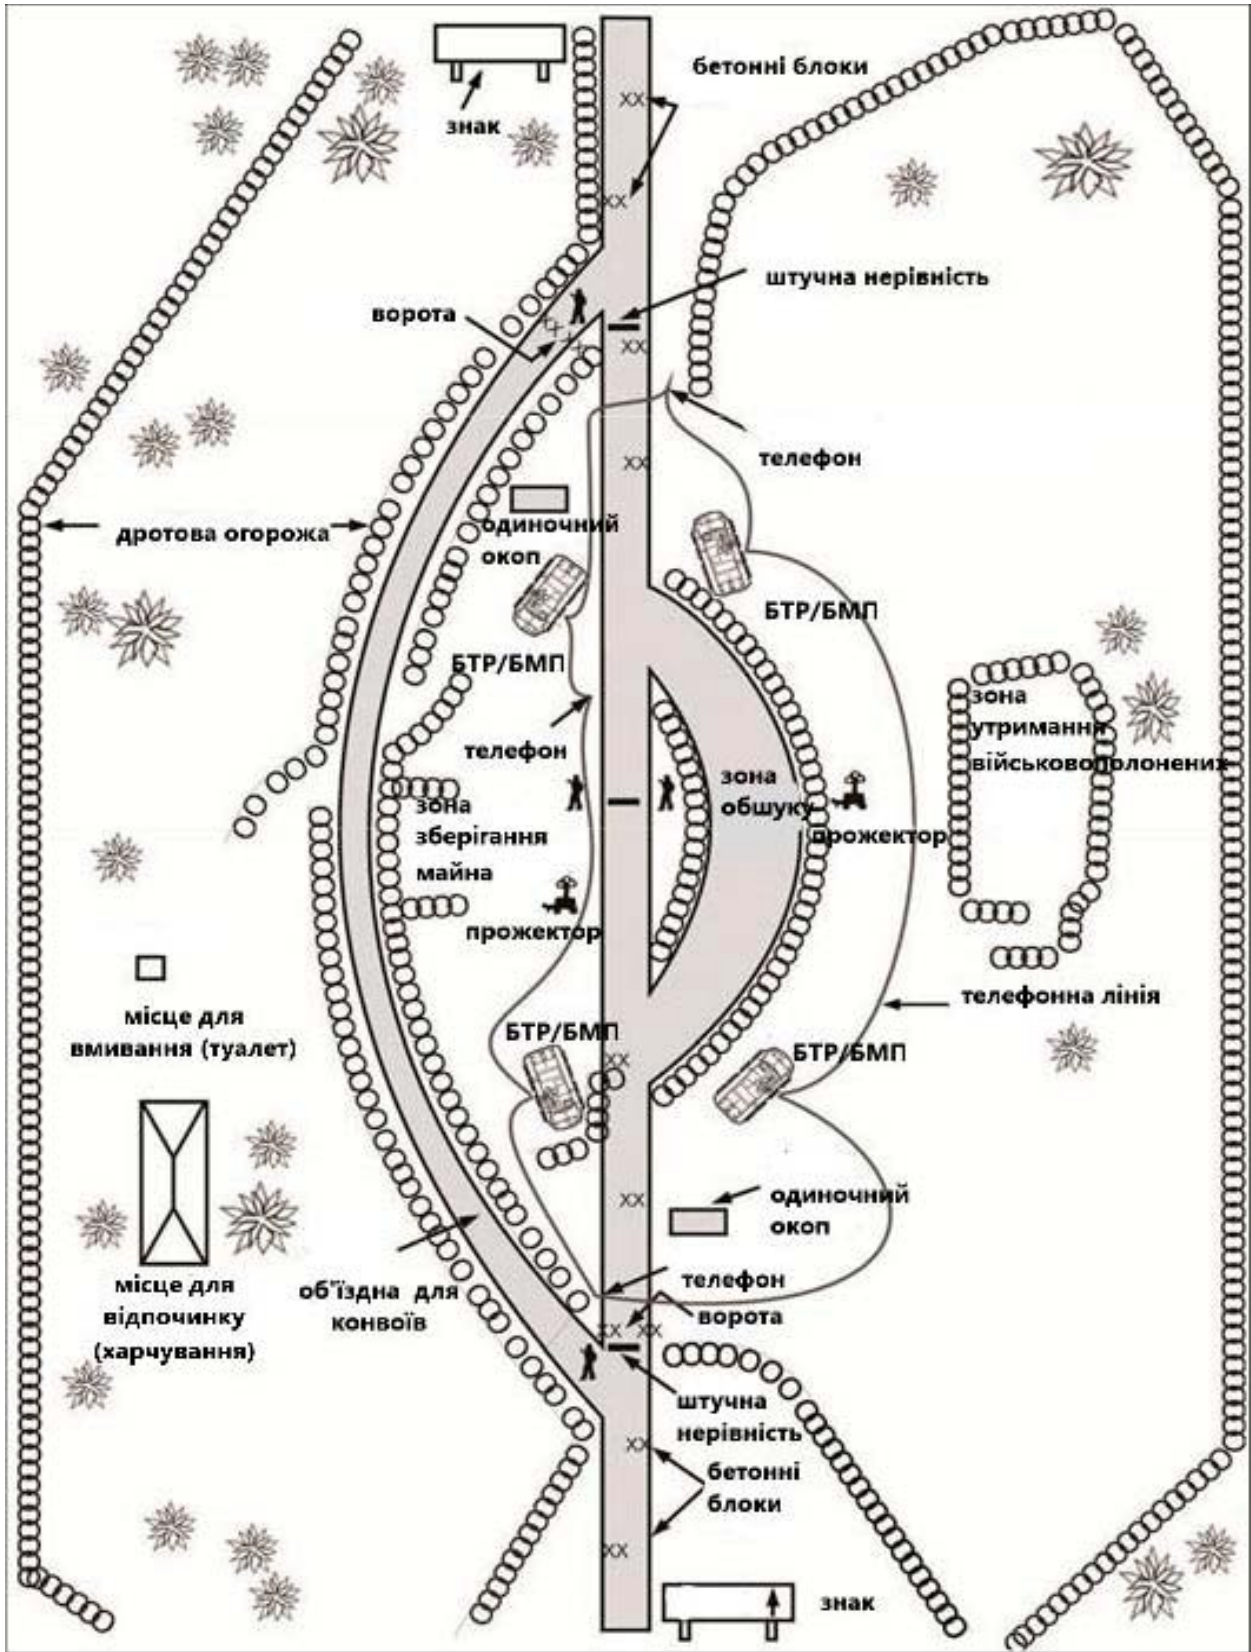 бетонні блоки
знак
штучна нерівність
ворота
телефон
дротова огорожа
одиночний
окоп
БТР/БМП
БТР/БМП
зона
утримання
військовополонених
телефон
зона
обшуку
зона
зберігання
майна
прожектор
прожектор
телефонна лінія
місце для
вмивання (туалет)
БТР/БМП
БТР/БМП
одиночний
окоп
телефон
ворота
місце для
відпочинку
(харчування)
об'їздна для
конвоїв
штучна
нерівність
бетонні
блоки
знак